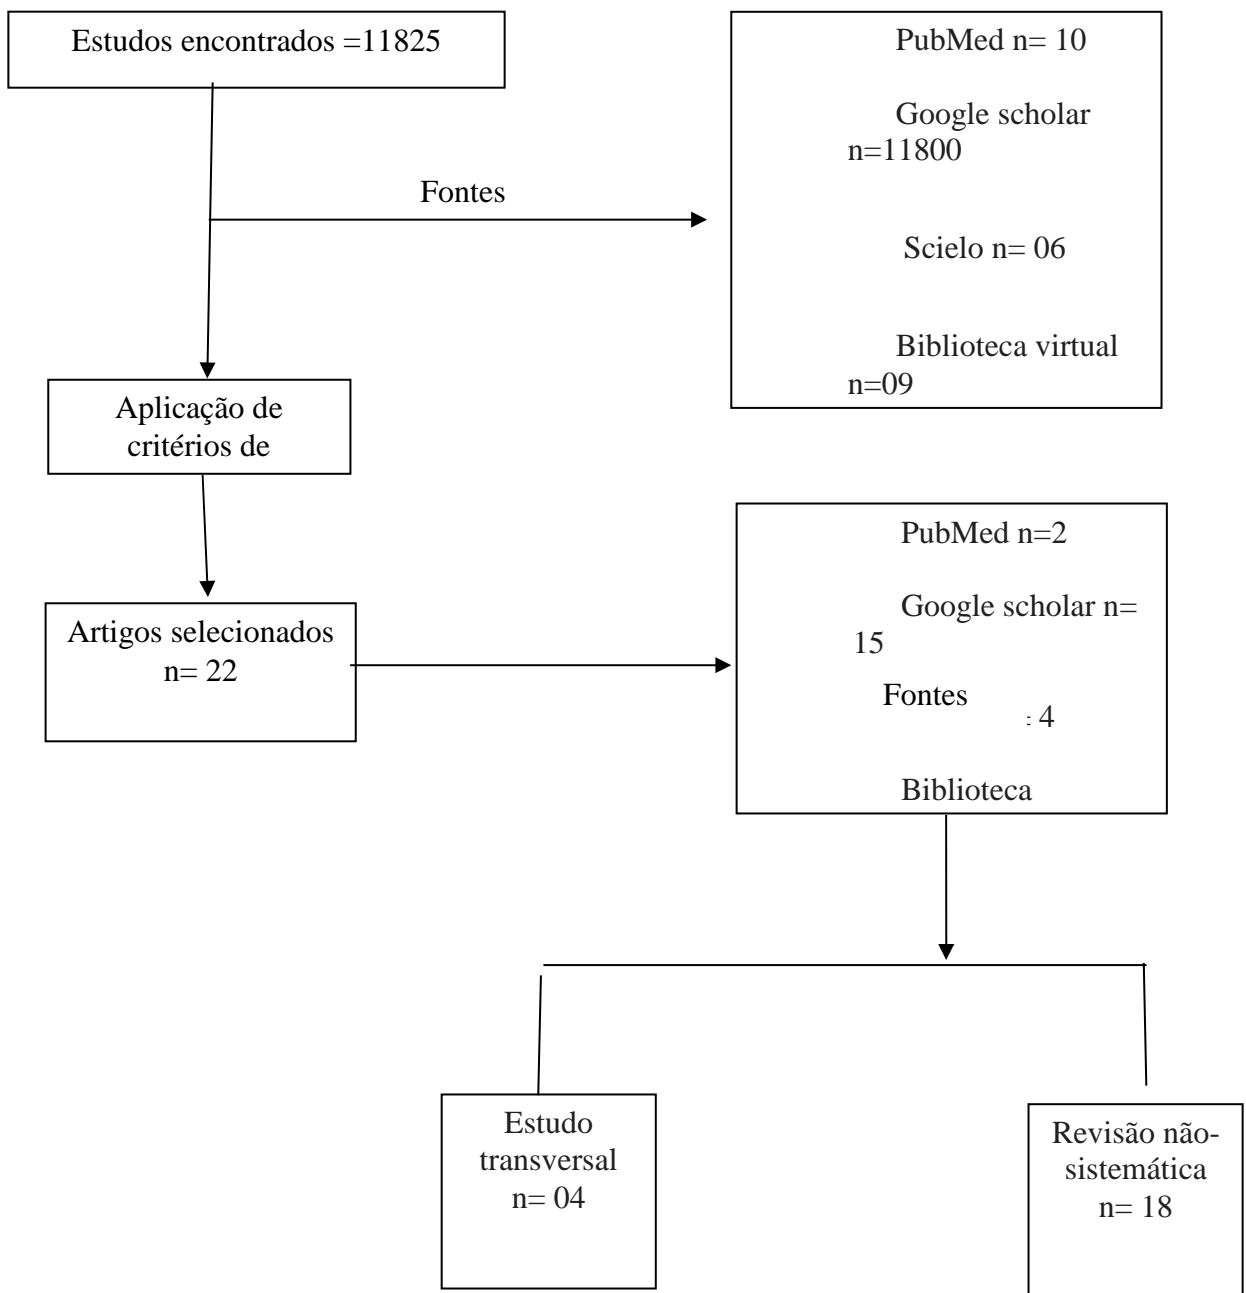 Estudos encontrados =11825
PubMed n= 10
Google scholar
n=11800
Fontes
Scielo n= 06
Biblioteca virtual
n=09
Aplicação de
critérios de
PubMed n=2
Google scholar n=
15
Artigos selecionados
n= 22
Fontes
: 4
Biblioteca
Estudo
transversal
n= 04
Revisão não-
sistemática
n= 18